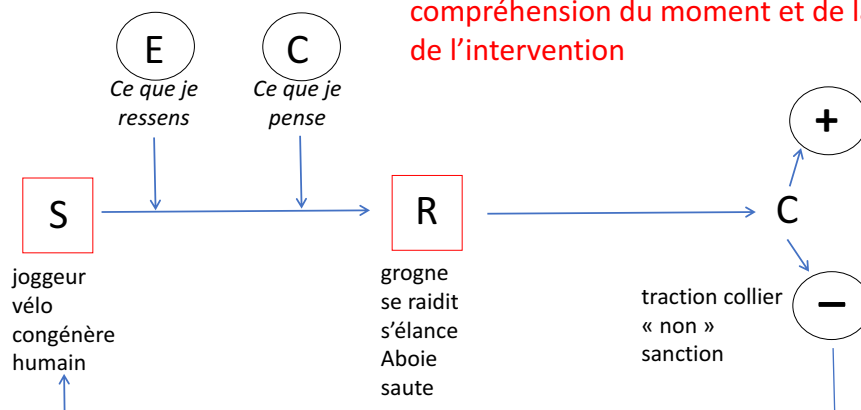 compréhension du moment et de l
de l’intervention
E
Ce que je
ressens
C
Ce que je
pense
+
S
R
C
joggeur
vélo
congénère
humain
grogne
se raidit
s’élance
Aboie
saute
traction collier
« non »
sanction
−